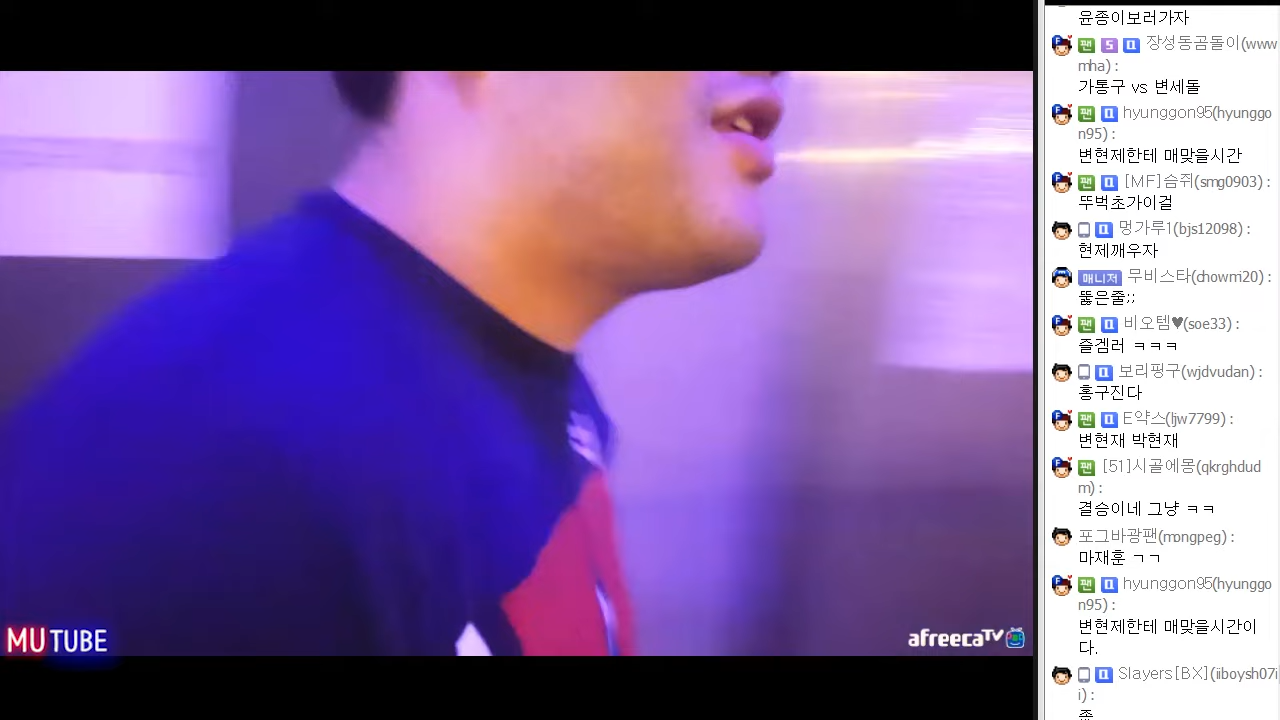 윤종이보러가자
팬 S 장성동곰돌이(www
mha) :
가통구 vs 변세돌
팬 hyunggon95(hyunggo
n95) :
변현제한테 매맞을시간
팬 [MF]슴쥐(smg0903) :
뚜벅초가이걸
멍가루1(bjs12098) :
현제깨우자
매니저 무비스타(chowmi20) :
뚫은줄;;
팬 비오템♥(soe33) :
즐겜러 ㅋㅋㅋ
보리핑구(wjdvudan) :
홍구진다
팬 E약스(ljw7799) :
변현재 박현재
팬 [51]시골에몽(qkrghdud
m) :
결승이네 그냥 ㅋㅋ
포그바광팬(mongpeg) :
마재훈 ㄱㄱ
팬 hyunggon95(hyunggo
n95) :
변현제한테 매맞을시간이
다.
Slayers[BX](iiboysh07i
i) :
MUTUBE
afreecaTV